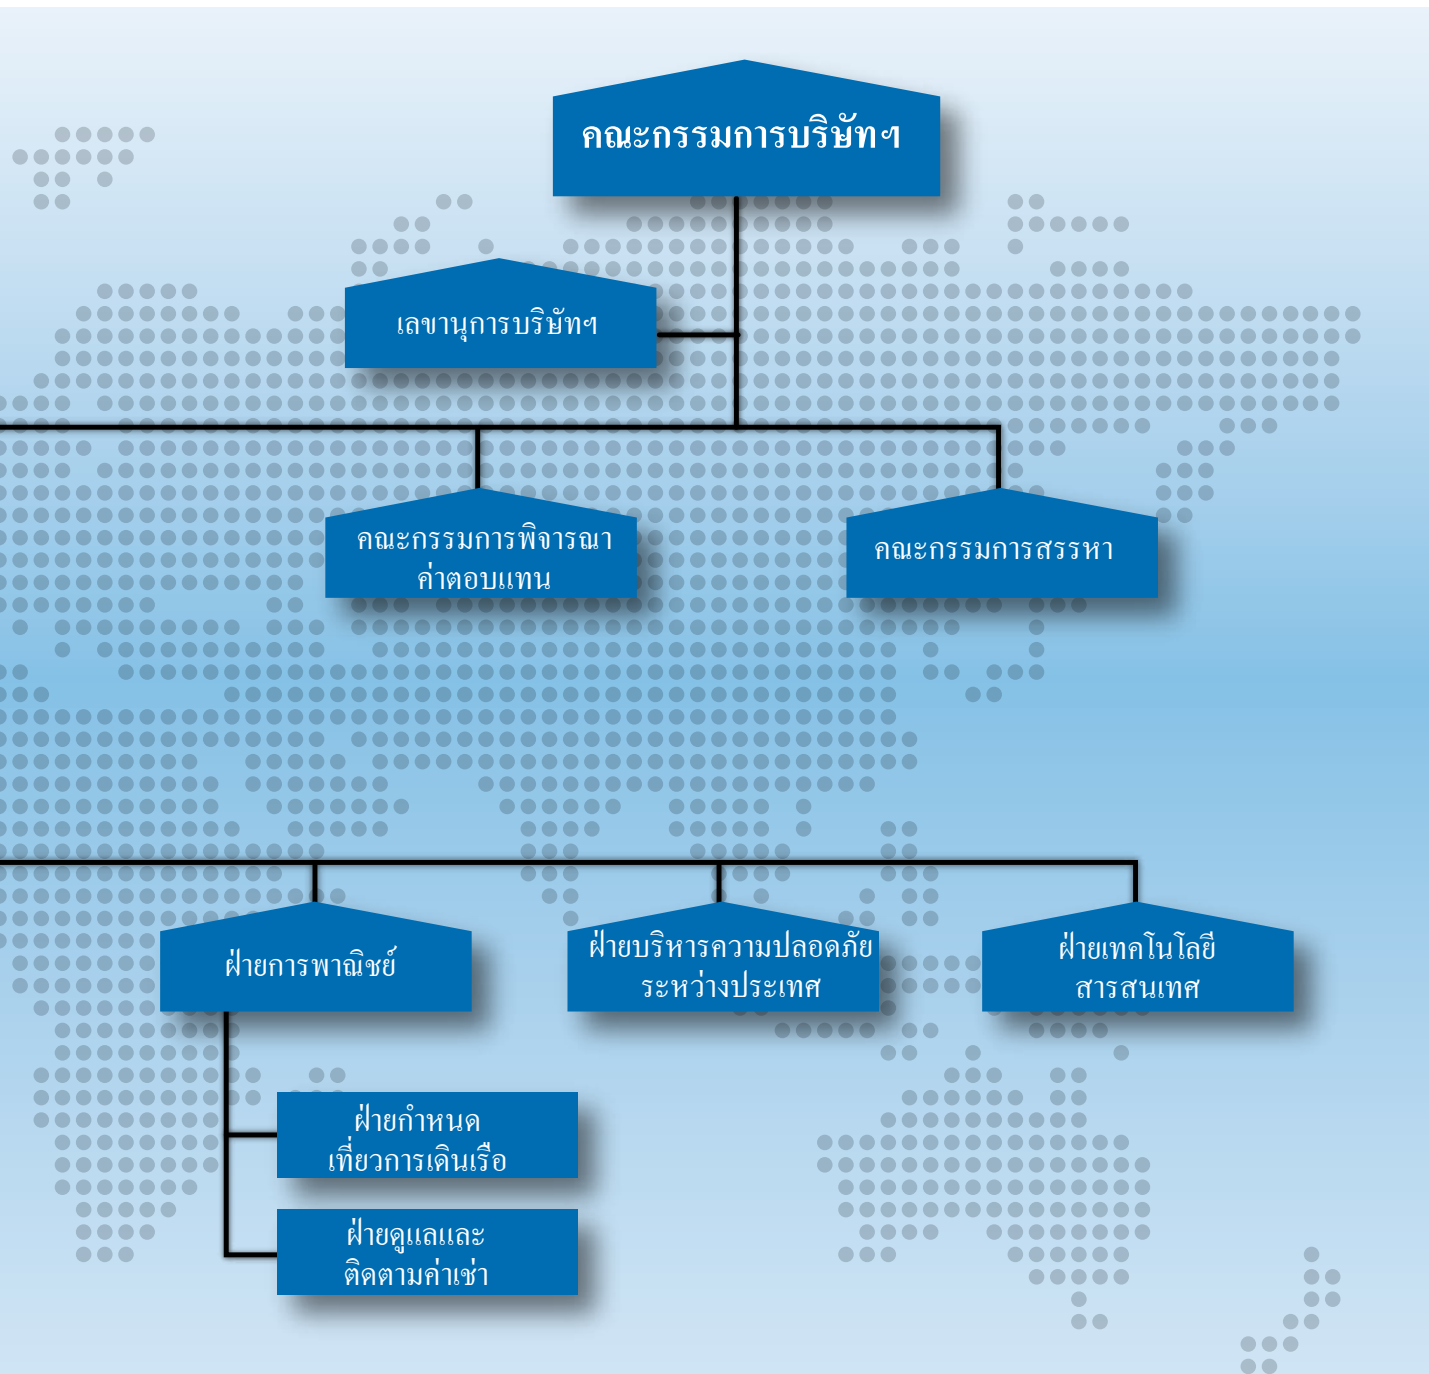 คณะกรรมการบริษัทฯ
เลขานุการบริษัทฯ
คณะกรรมการพิจารณา
ค่าตอบแทน
คณะกรรมการสรรหา
ฝ่ายการพาณิชย์
ฝ่ายบริหารความปลอดภัย
ระหว่างประเทศ
ฝ่ายเทคโนโลยี
สารสนเทศ
ฝ่ายกำหนด
เที่ยวการเดินเรือ
ฝ่ายดูแลและ
ติดตามค่าเช่า